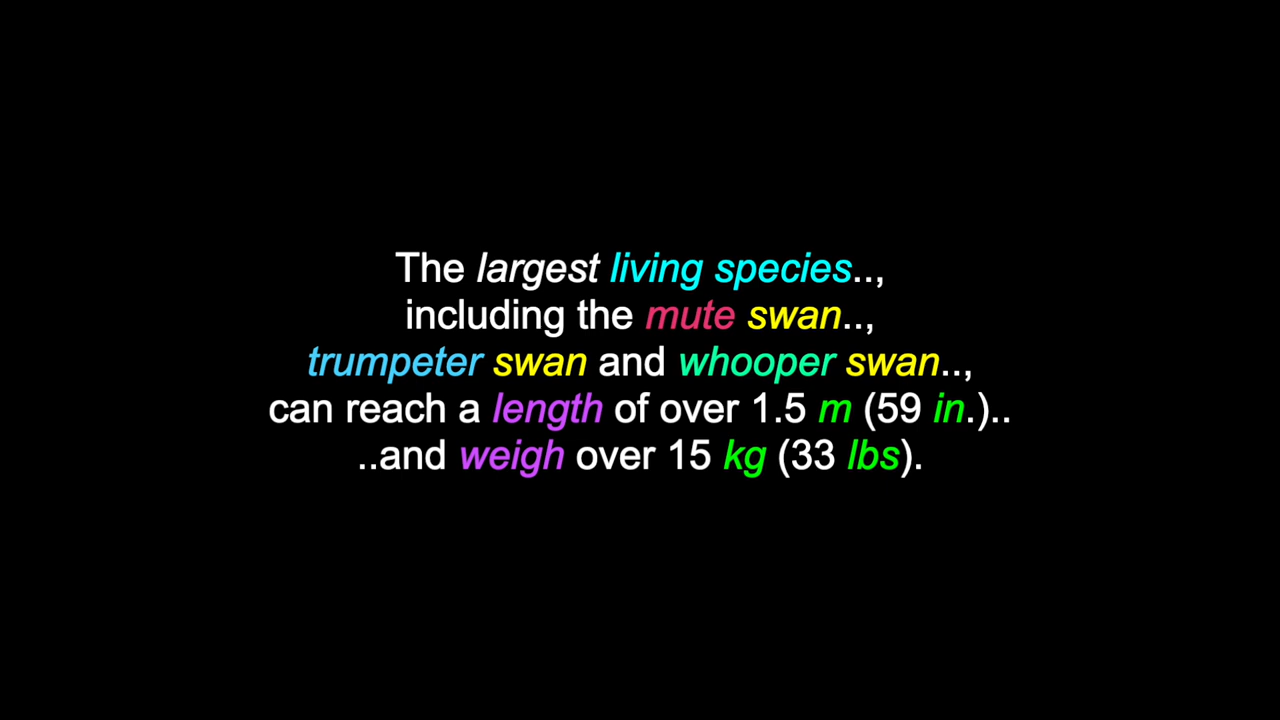 The largest living species..,
including the mute swan..,
trumpeter swan and whooper swan..,
can reach a length of over 1.5 m (59 in.)..
..and weigh over 15 kg (33 lbs).